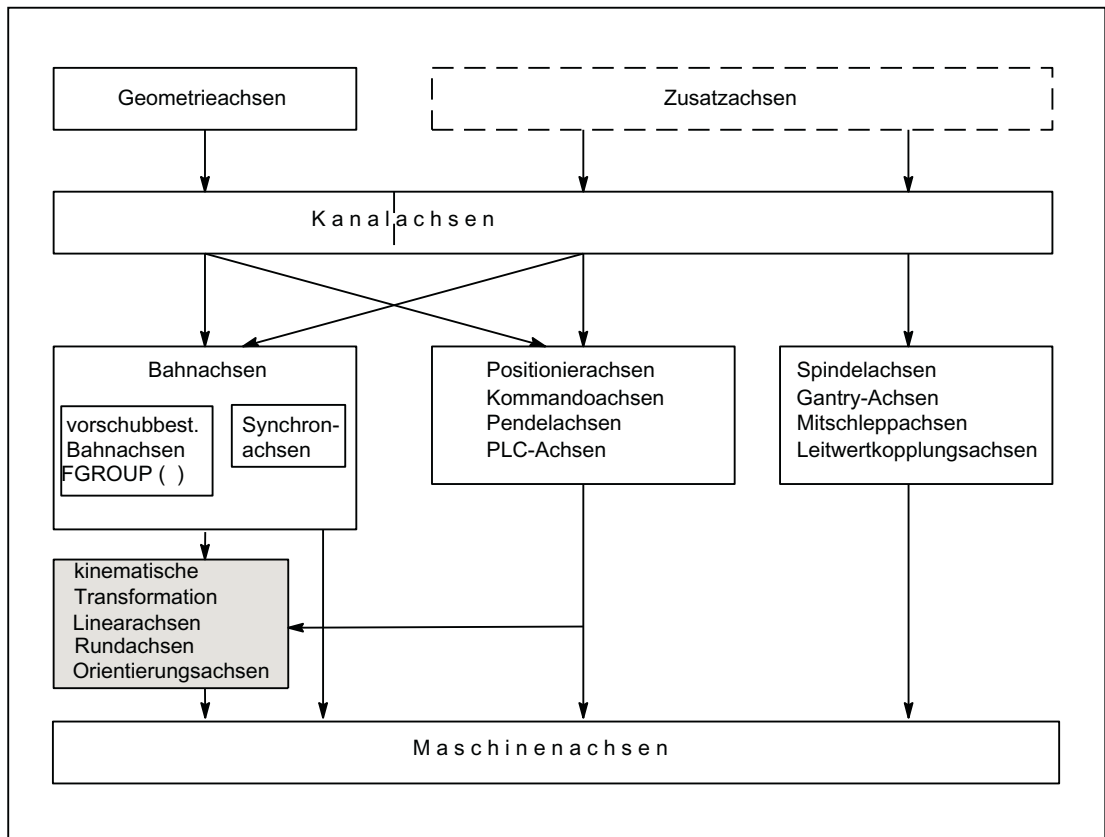 Geometrieachsen
Zusatzachsen
Kanalachsen
Bahnachsen
vorschubbest.
Bahnachsen
FGROUP ( )
Synchron-
achsen
Positionierachsen
Kommandoachsen
Pendelachsen
PLC-Achsen
Spindelachsen
Gantry-Achsen
Mitschleppachsen
Leitwertkopplungsachsen
kinematische
Transformation
Linearachsen
Rundachsen
Orientierungsachsen
Maschinenachsen